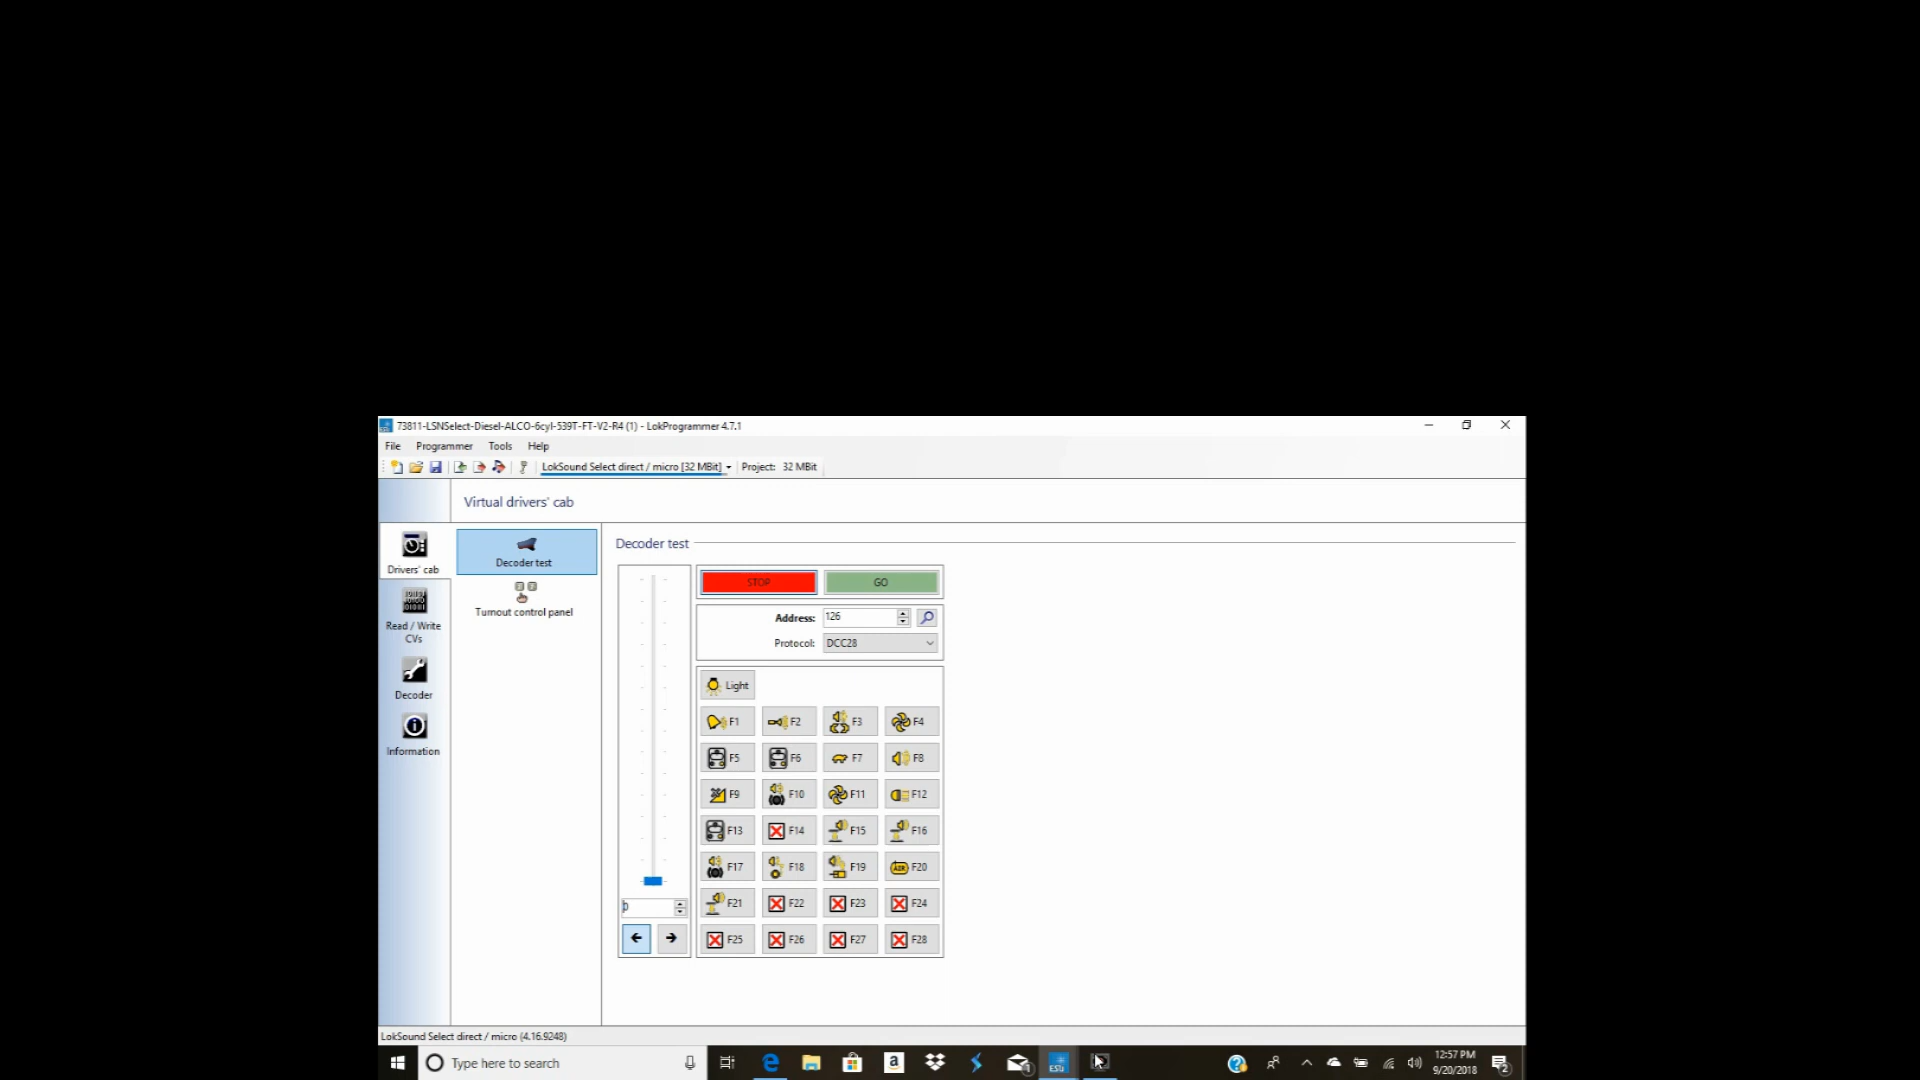 73811-LSNSelect-Diesel-ALCO-6cyl-539T-FT-V2-R4 (1) - LokProgrammer 4.7.1
File Programmer Tools Help
LokSound Select direct / micro [32 MBit] Project: 32 MBit
Virtual drivers' cab
Drivers' cab
Read / Write CVs
Decoder
Information
Decoder test
Turnout control panel
Decoder test
STOP GO
Address: 126
Protocol: DCC28
Light
F1 F2 F3 F4
F5 F6 F7 F8
F9 F10 F11 F12
F13 F14 F15 F16
F17 F18 F19 F20
F21 F22 F23 F24
F25 F26 F27 F28
0
LokSound Select direct / micro (4.16.9248)
Type here to search
12:57 PM
9/20/2018
2